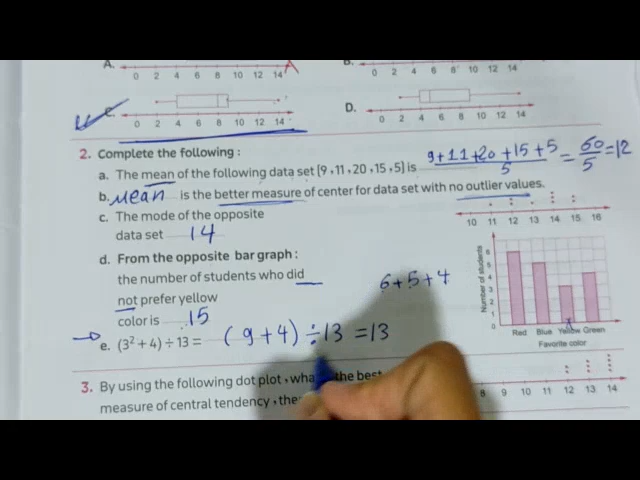 A.
0 2 4 6 8 10 12 14
B.
0 2 4 6 8 10 12 14
0 2 4 6 8 10 12 14
D.
0 2 4 6 8 10 12 14
2. Complete the following :
a. The mean of the following data set (9 , 11 , 20 , 15 , 5) is 9+11+20+15+5 / 5 = 60 / 5 = 12
b. Mean is the better measure of center for data set with no outlier values.
c. The mode of the opposite
data set 14
10 11 12 13 14 15 16
d. From the opposite bar graph :
the number of students who did
not prefer yellow
color is 15
6+5+4
Number of students
6
5
4
3
2
1
0
Red Blue Yellow Green
Favorite color
e. (3² + 4) ÷ 13 = (9+4) ÷ 13 = 13
3. By using the following dot plot , the best
measure of central tendency ,
8 9 10 11 12 13 14